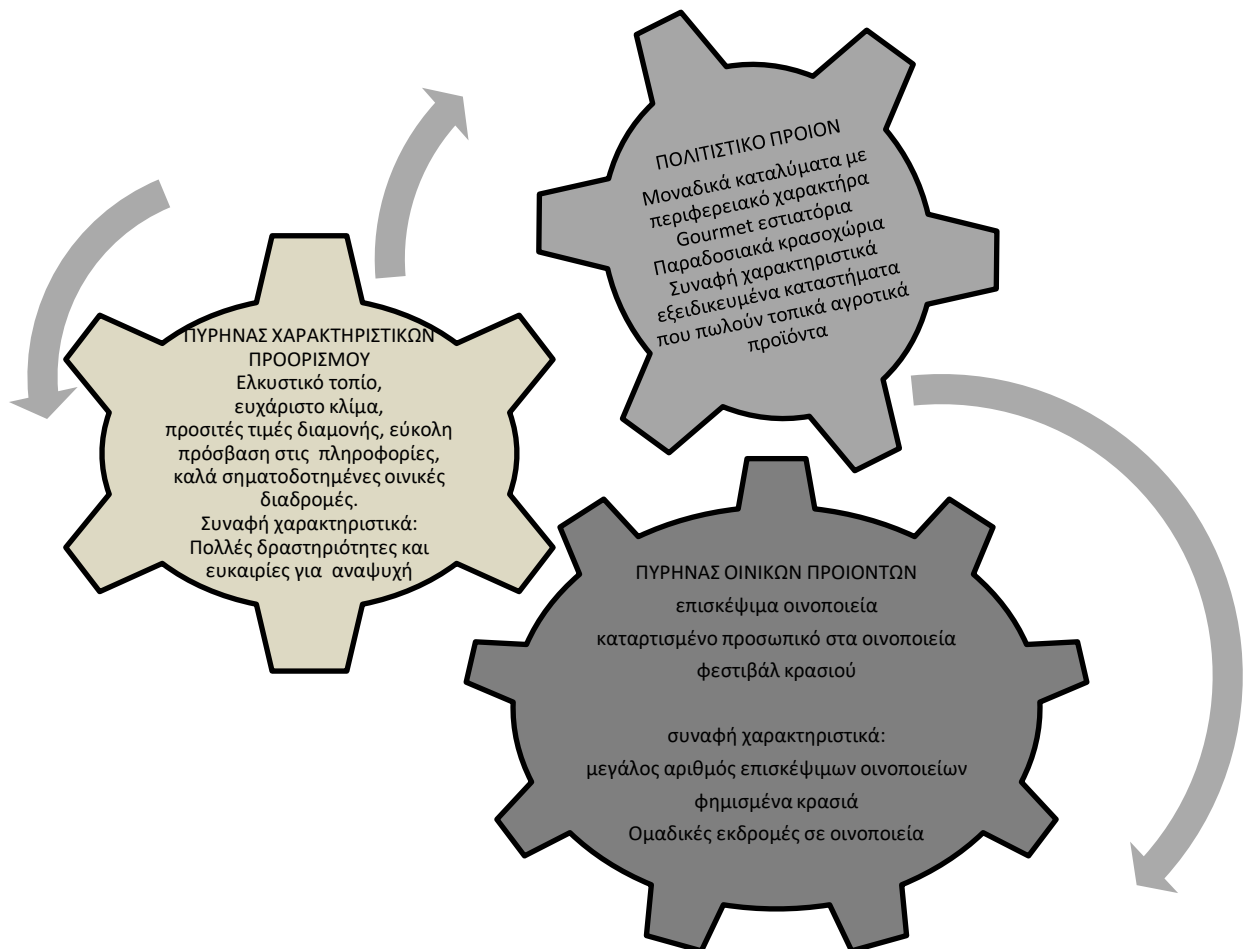 ΠΟΛΙΤΙΣΤΙΚΟ ΠΡΟΙΟΝ
Μοναδικά καταλύματα με
περιφερειακό χαρακτήρα
Gourmet εστιατόρια
Παραδοσιακά κρασοχώρια
Συναφή χαρακτηριστικά
εξειδικευμένα καταστήματα
που πωλούν τοπικά αγροτικά
προϊόντα
ΠΥΡΗΝΑΣ ΧΑΡΑΚΤΗΡΙΣΤΙΚΩΝ
ΠΡΟΟΡΙΣΜΟΥ
Ελκυστικό τοπίο,
ευχάριστο κλίμα,
προσιτές τιμές διαμονής, εύκολη
πρόσβαση στις πληροφορίες,
καλά σηματοδοτημένες οινικές
διαδρομές.
Συναφή χαρακτηριστικά:
Πολλές δραστηριότητες και
ευκαιρίες για αναψυχή
ΠΥΡΗΝΑΣ ΟΙΝΙΚΩΝ ΠΡΟΙΟΝΤΩΝ
επισκέψιμα οινοποιεία
καταρτισμένο προσωπικό στα οινοποιεία
φεστιβάλ κρασιού
συναφή χαρακτηριστικά:
μεγάλος αριθμός επισκέψιμων οινοποιείων
φημισμένα κρασιά
Ομαδικές εκδρομές σε οινοποιεία